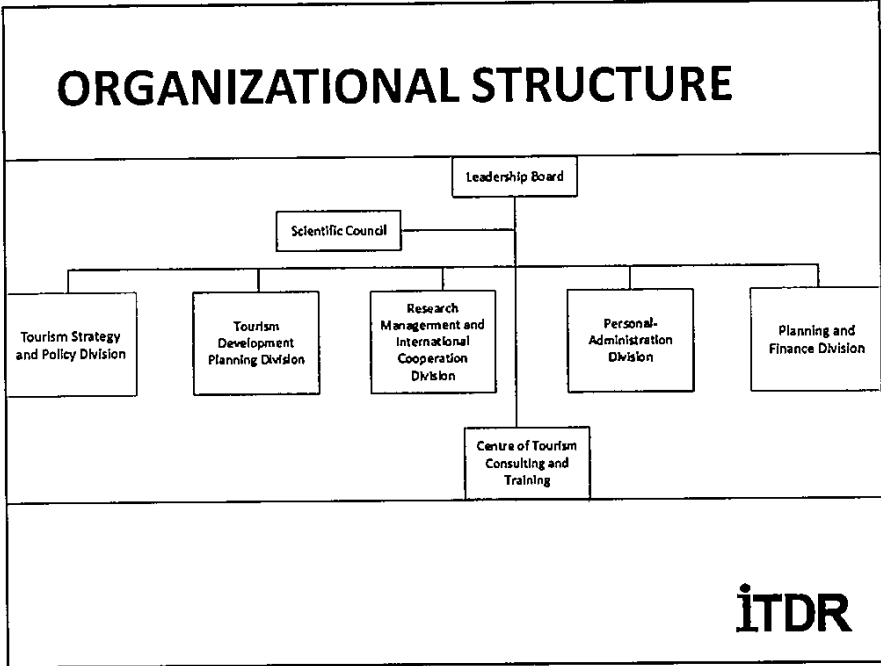 ORGANIZATIONAL STRUCTURE
Leadership Board
Scientific Council
Tourism Strategy
and Policy Division
Tourism
Development
Planning Division
Research
Management and
International
Cooperation
Division
Personal-
Administration
Division
Planning and
Finance Division
Centre of Tourism
Consulting and
Training
iTDR